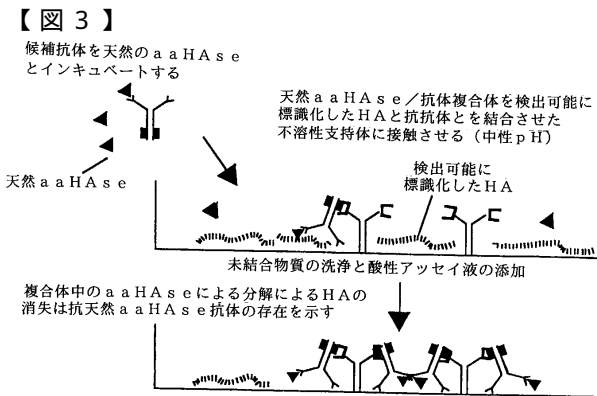 【図３】
候補抗体を天然のａａＨＡｓｅ
とインキュベートする
天然ａａＨＡｓｅ／抗体複合体を検出可能に
標識化したＨＡと抗抗体とを結合させた
不溶性支持体に接触させる（中性ｐＨ）
天然ａａＨＡｓｅ
検出可能に
標識化したＨＡ
未結合物質の洗浄と酸性アッセイ液の添加
複合体中のａａＨＡｓｅによる分解によるＨＡの
消失は抗天然ａａＨＡｓｅ抗体の存在を示す